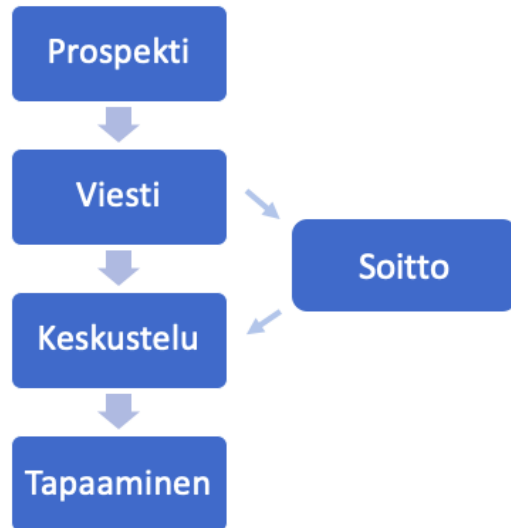 Prospekti
Viesti
Soitto
Keskustelu
Tapaaminen